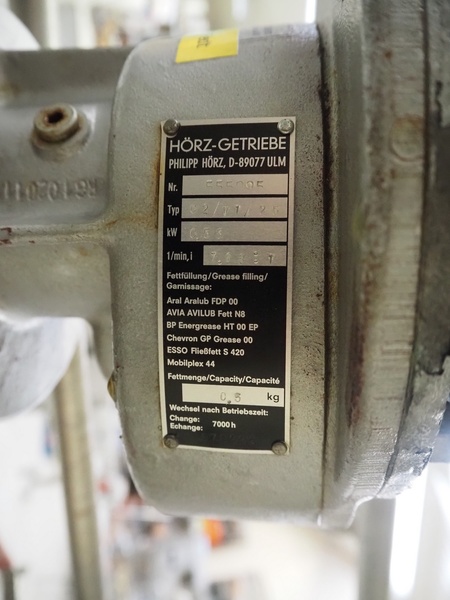 HÖRZ-GETRIEBE
PHILIPP HÖRZ, D-89077 ULM
Nr.
Typ
kW
1/min, i
Fettfüllung/Grease filling/
Garnissage:
Aral Aralub FDP 00
AVIA AVILUB Fett N8
BP Energrease HT 00 EP
Chevron GP Grease 00
ESSO Fließfett S 420
Mobilplex 44
Fettmenge/Capacity/Capacité
kg
Wechsel nach Betriebszeit:
Change:
Echange: 7000 h